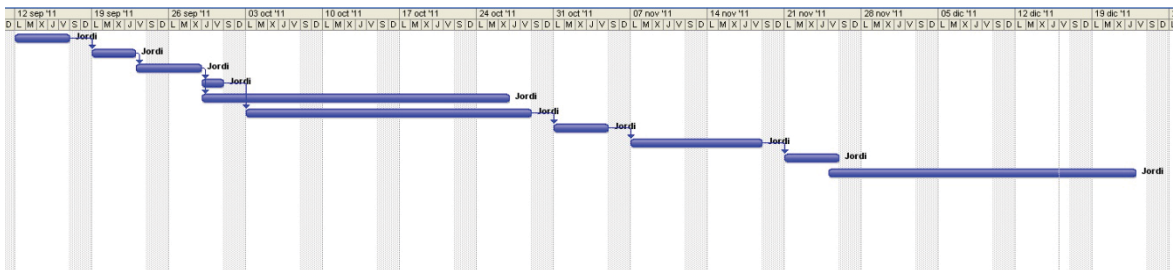 12 sep '11 19 sep '11 26 sep '11 03 oct '11 10 oct '11 17 oct '11 24 oct '11 31 oct '11 07 nov '11 14 nov '11 21 nov '11 28 nov '11 05 dic '11 12 dic '11 19 dic '11
D L M X J V S D L M X J V S D L M X J V S D L M X J V S D L M X J V S D L M X J V S D L M X J V S D L M X J V S D L M X J V S D L M X J V S D L M X J V S D L M X J V S D L M X J V S D L M X J V S D L M X J V S D
Jordi
Jordi
Jordi
Jordi
Jordi
Jordi
Jordi
Jordi
Jordi
Jordi